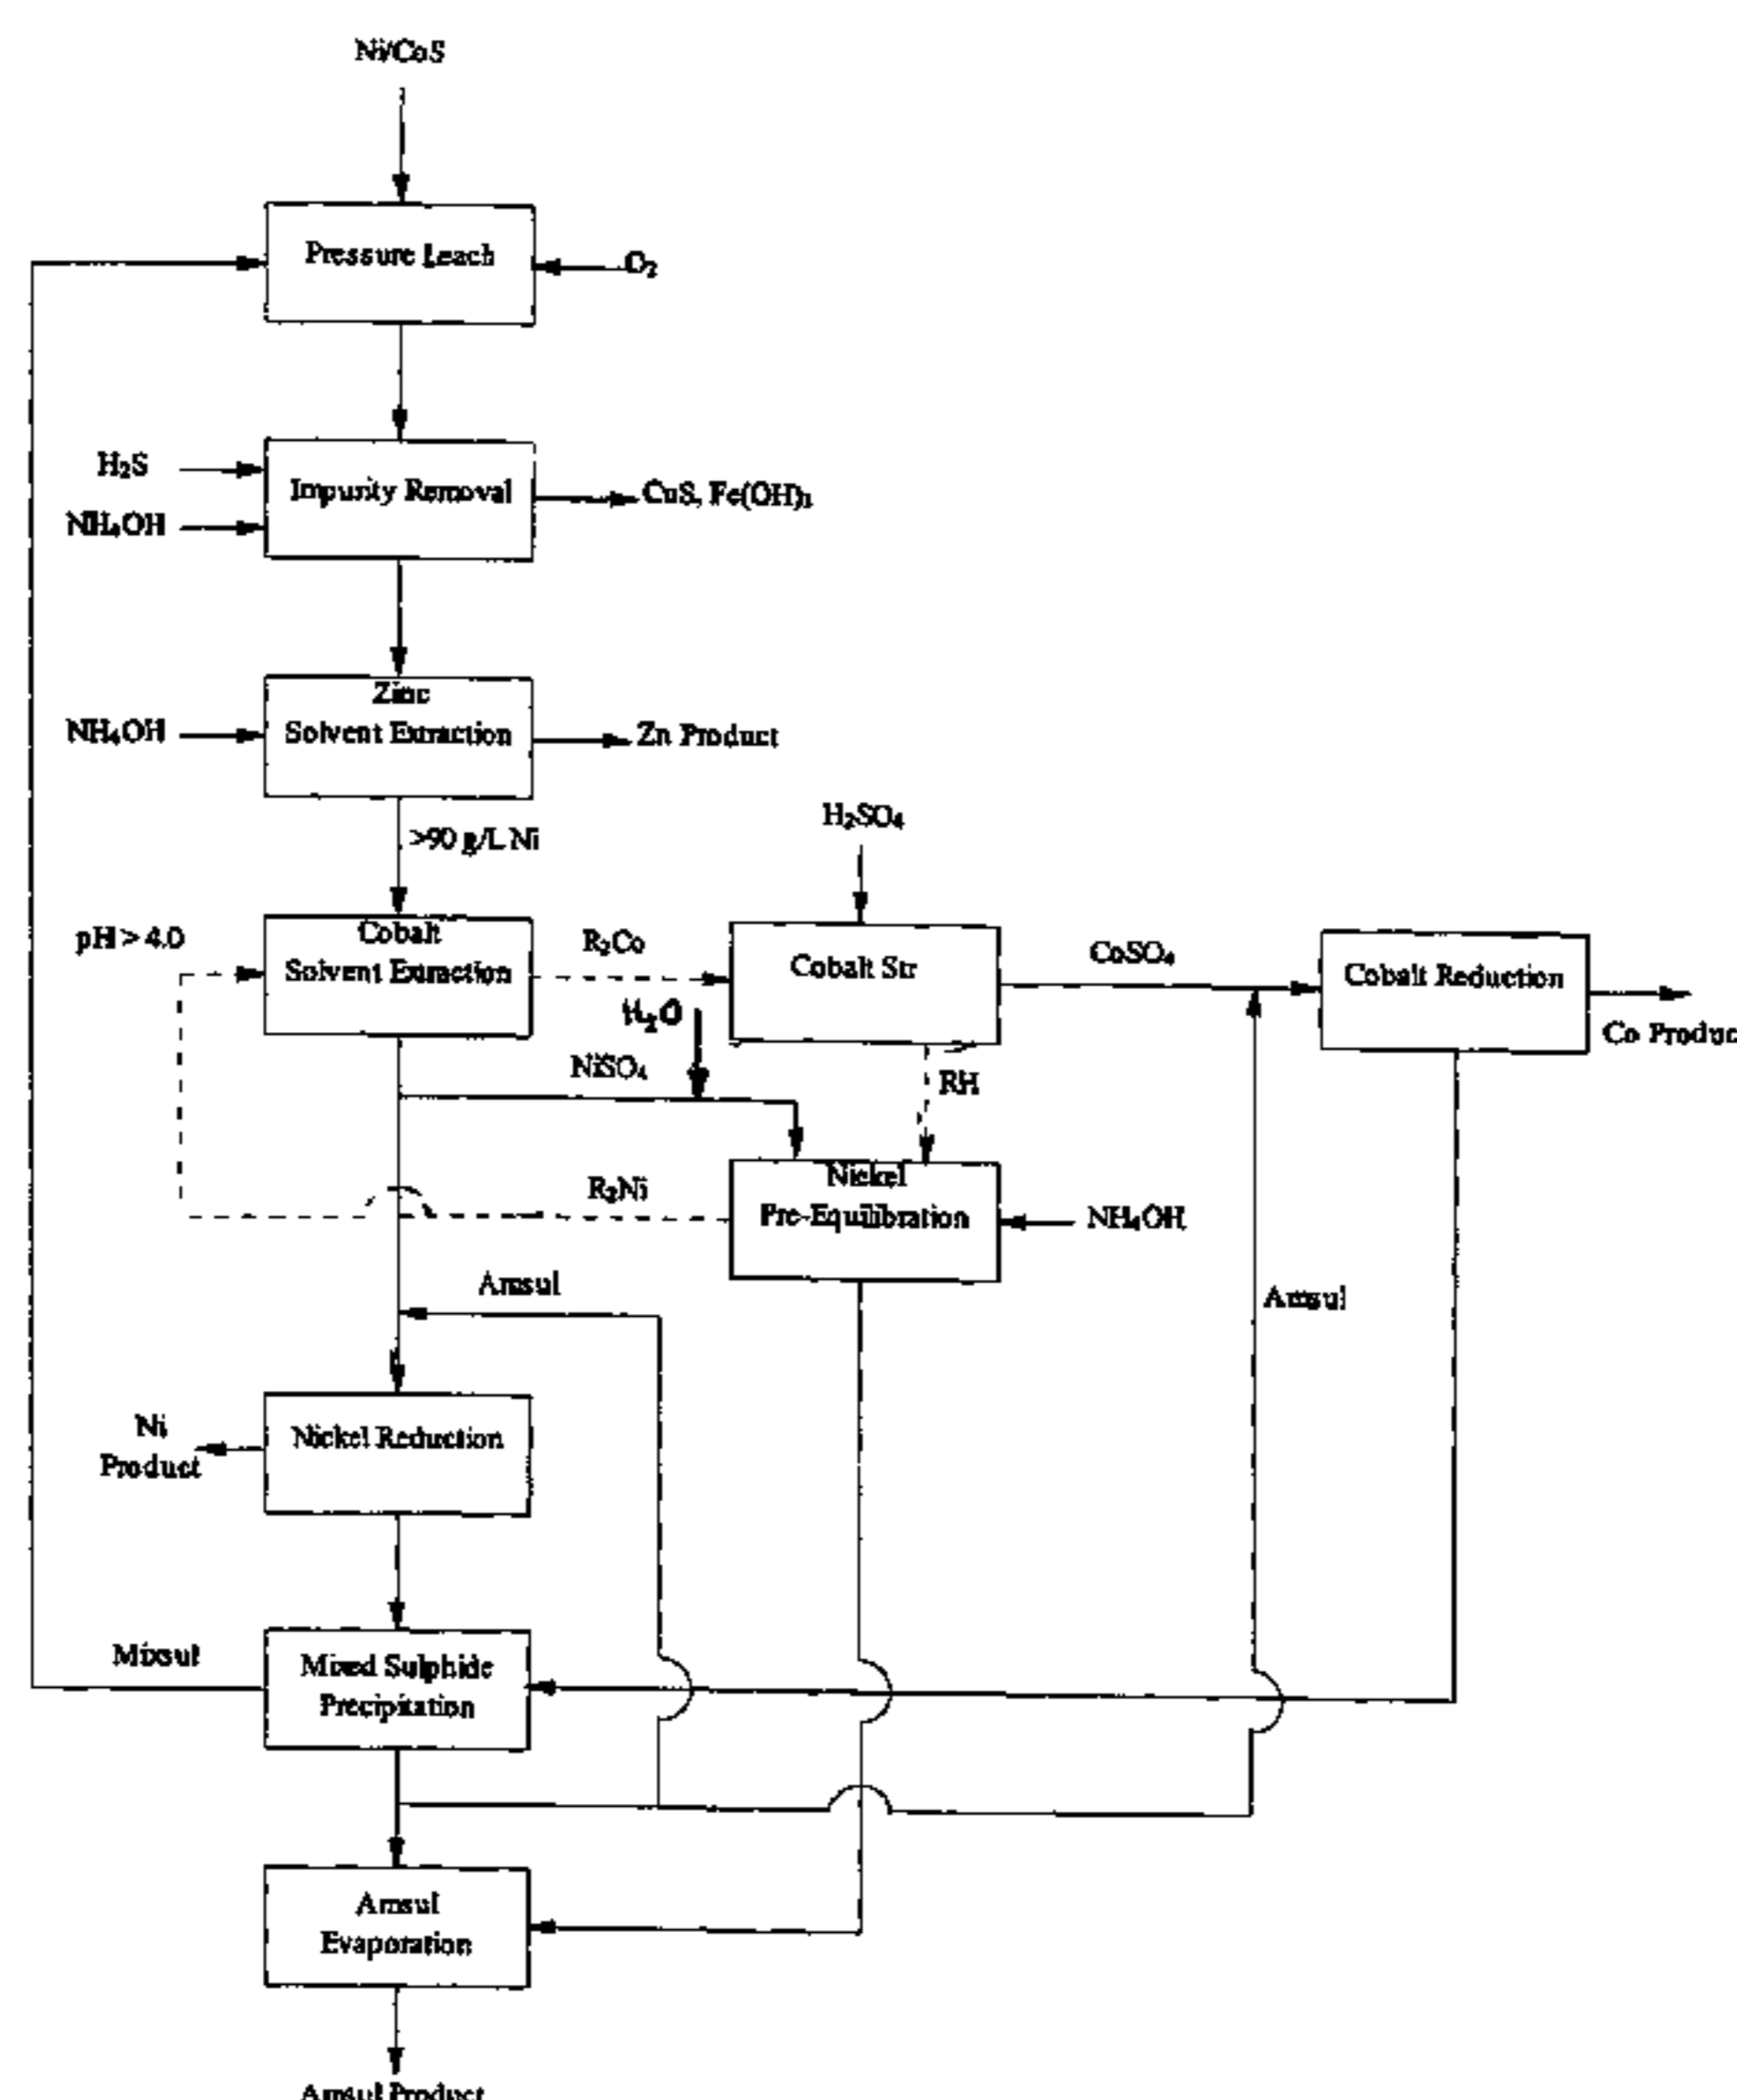 Ni/CoS
Pressure Leach
O₂
H₂S
Impurity Removal
CuS, Fe(OH)₃
NH₄OH
Zinc
NH₄OH
Solvent Extraction
Zn Product
>90 g/L Ni
H₂SO₄
pH > 4.0
Cobalt
Solvent Extraction
R₂Co
Cobalt Str
CoSO₄
Cobalt Reduction
Co Produc
H₂O
NiSO₄
RH
R₂Ni
Nickel
Pre-Equilibration
NH₄OH
Amsul
Amsul
Ni
Product
Nickel Reduction
Mixsul
Mixed Sulphide
Precipitation
Amsul
Evaporation
Amsul Product